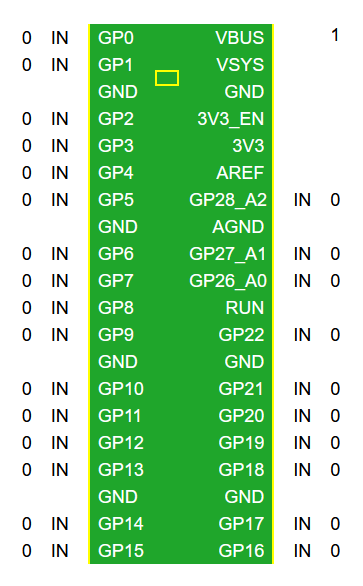 0 IN GP0 VBUS 1
0 IN GP1 VSYS
GND GND
0 IN GP2 3V3_EN
0 IN GP3 3V3
0 IN GP4 AREF
0 IN GP5 GP28_A2 IN 0
GND AGND
0 IN GP6 GP27_A1 IN 0
0 IN GP7 GP26_A0 IN 0
0 IN GP8 RUN
0 IN GP9 GP22 IN 0
GND GND
0 IN GP10 GP21 IN 0
0 IN GP11 GP20 IN 0
0 IN GP12 GP19 IN 0
0 IN GP13 GP18 IN 0
GND GND
0 IN GP14 GP17 IN 0
0 IN GP15 GP16 IN 0